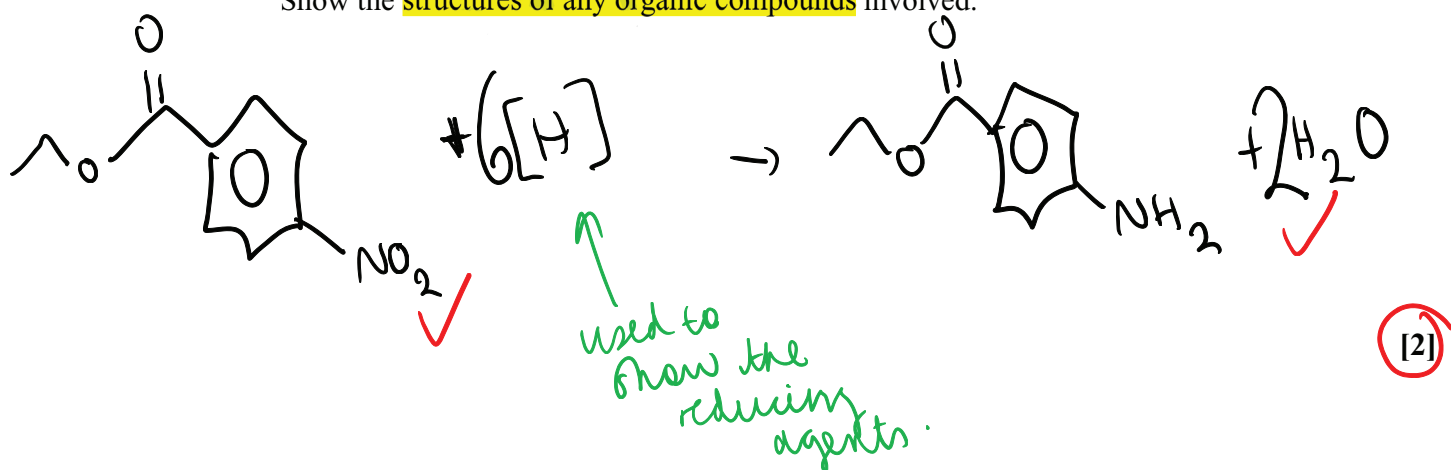 Show the structures of any organic compounds involved.
O
O
NO2
+ 6[H]
→
O
O
NH2
+ 2H2O
[2]
used to
show the
reducing
agents.